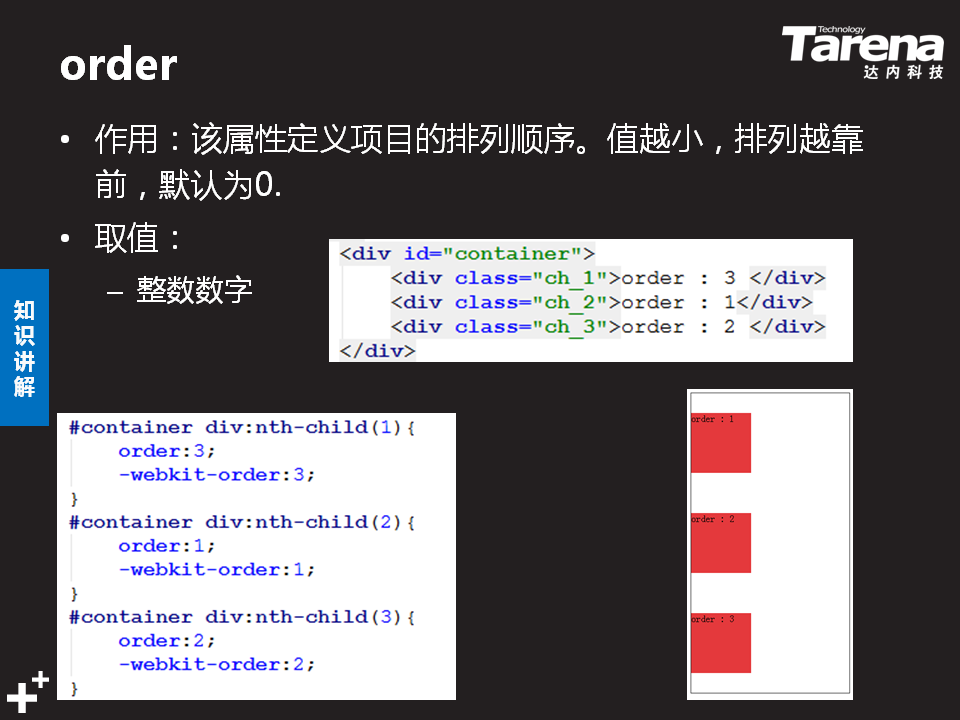 order
Technology
Tarena
达内科技
• 作用：该属性定义项目的排列顺序。值越小，排列越靠
前，默认为0.
• 取值：
– 整数数字
知识讲解
<div id="container">
<div class="ch_1">order : 3 </div>
<div class="ch_2">order : 1</div>
<div class="ch_3">order : 2 </div>
</div>
#container div:nth-child(1){
order:3;
-webkit-order:3;
}
#container div:nth-child(2){
order:1;
-webkit-order:1;
}
#container div:nth-child(3){
order:2;
-webkit-order:2;
}
order : 1
order : 2
order : 3